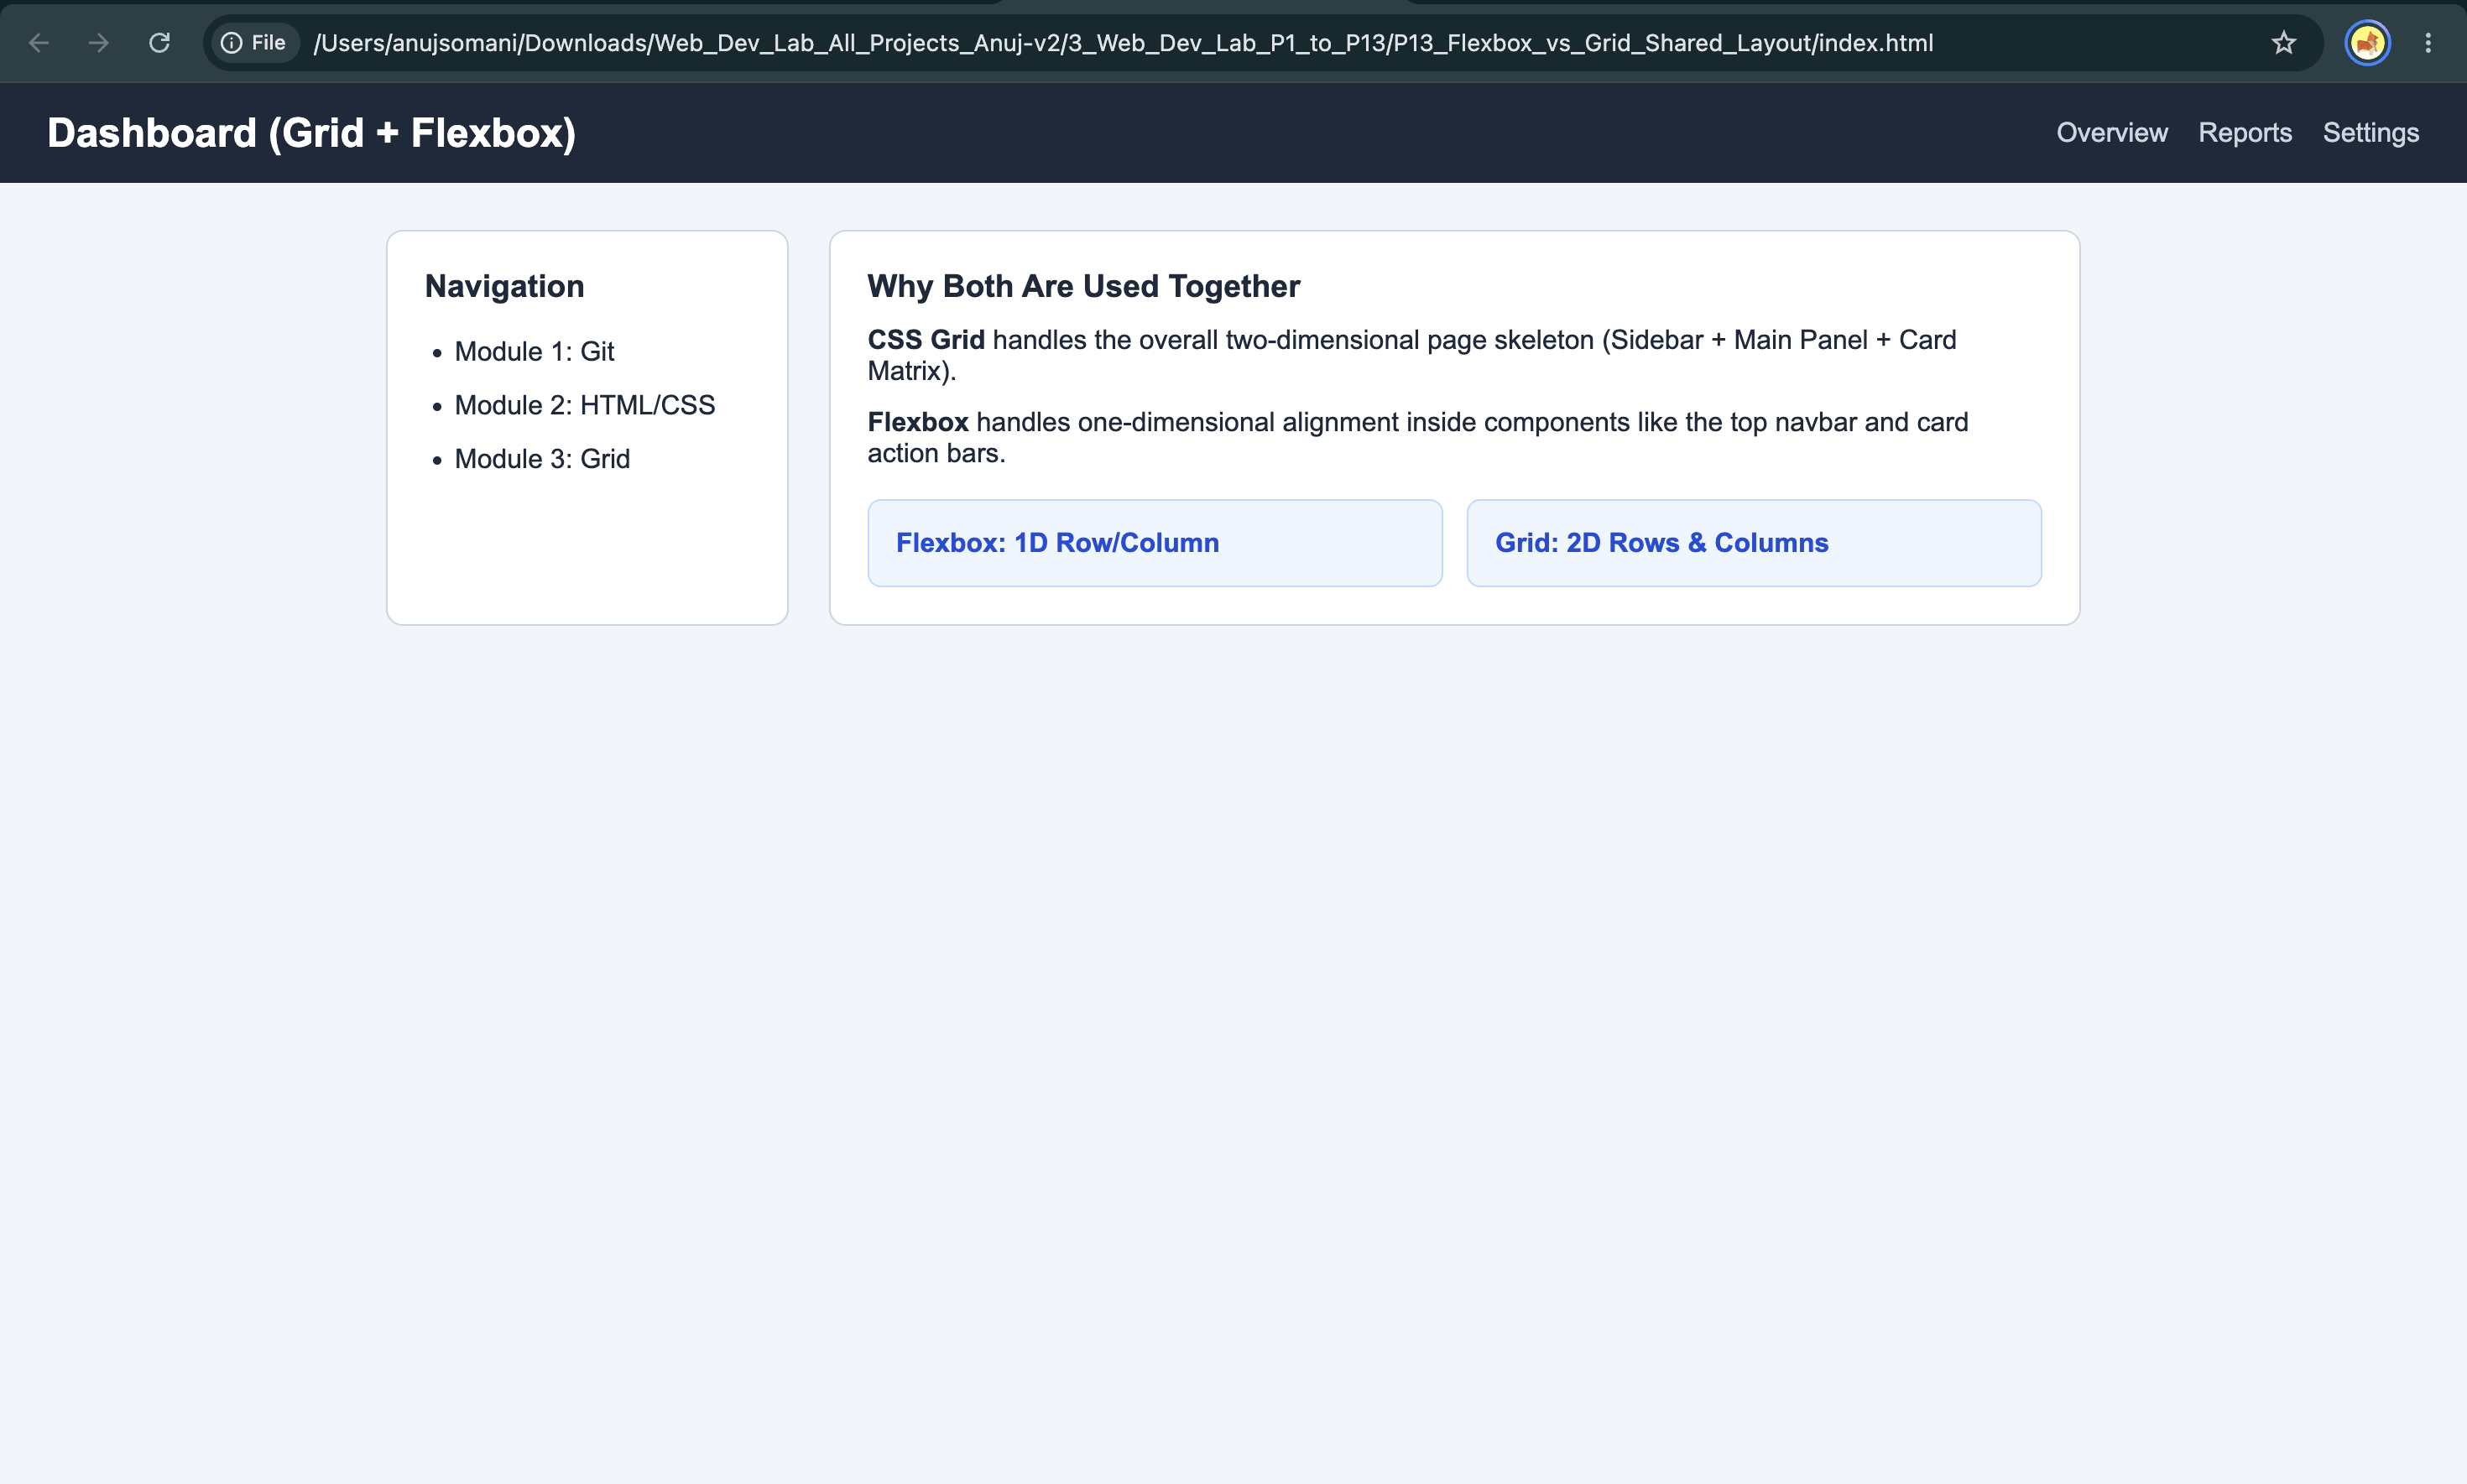 File /Users/anujsomani/Downloads/Web_Dev_Lab_All_Projects_Anuj-v2/3_Web_Dev_Lab_P1_to_P13/P13_Flexbox_vs_Grid_Shared_Layout/index.html
Dashboard (Grid + Flexbox)
Overview Reports Settings
Navigation
• Module 1: Git
• Module 2: HTML/CSS
• Module 3: Grid
Why Both Are Used Together
CSS Grid handles the overall two-dimensional page skeleton (Sidebar + Main Panel + Card
Matrix).
Flexbox handles one-dimensional alignment inside components like the top navbar and card
action bars.
Flexbox: 1D Row/Column
Grid: 2D Rows & Columns